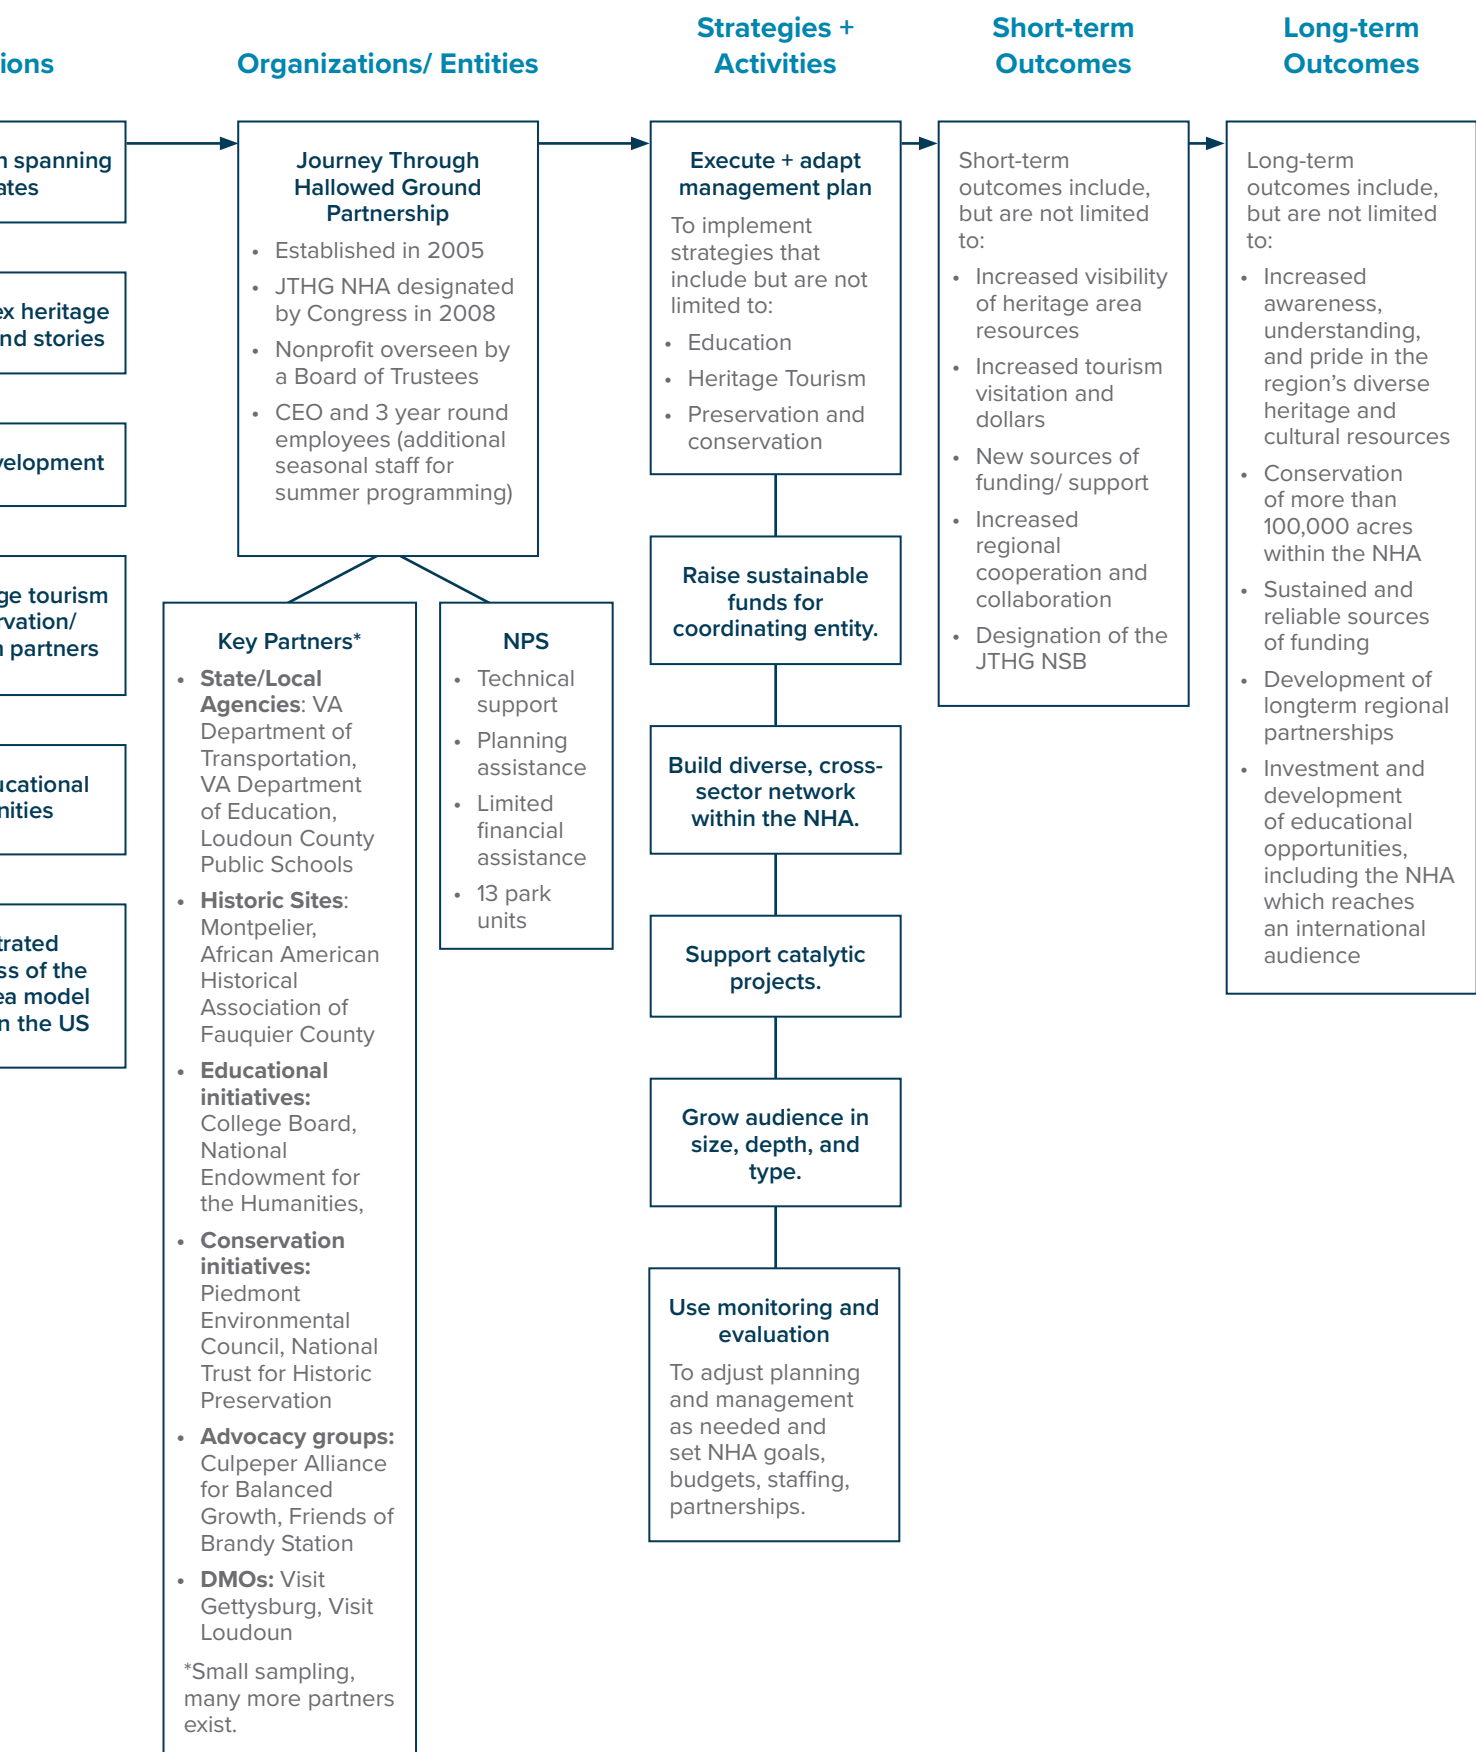 Organizations/ Entities
Strategies +
Activities
Short-term
Outcomes
Long-term
Outcomes
spanning
heritage
stories
tourism
partners
of the
model
the US
Journey Through
Hallowed Ground
Partnership
• Established in 2005
• JTHG NHA designated
by Congress in 2008
• Nonprofit overseen by
a Board of Trustees
• CEO and 3 year round
employees (additional
seasonal staff for
summer programming)
Key Partners*
• State/Local
Agencies: VA
Department of
Transportation,
VA Department
of Education,
Loudoun County
Public Schools
• Historic Sites:
Montpelier,
African American
Historical
Association of
Fauquier County
• Educational
initiatives:
College Board,
National
Endowment for
the Humanities,
• Conservation
initiatives:
Piedmont
Environmental
Council, National
Trust for Historic
Preservation
• Advocacy groups:
Culpeper Alliance
for Balanced
Growth, Friends of
Brandy Station
• DMOs: Visit
Gettysburg, Visit
Loudoun
*Small sampling,
many more partners
exist.
NPS
• Technical
support
• Planning
assistance
• Limited
financial
assistance
• 13 park
units
Execute + adapt
management plan
To implement
strategies that
include but are not
limited to:
• Education
• Heritage Tourism
• Preservation and
conservation
Raise sustainable
funds for
coordinating entity.
Build diverse, cross-
sector network
within the NHA.
Support catalytic
projects.
Grow audience in
size, depth, and
type.
Use monitoring and
evaluation
To adjust planning
and management
as needed and
set NHA goals,
budgets, staffing,
partnerships.
Short-term
outcomes include,
but are not limited
to:
• Increased visibility
of heritage area
resources
• Increased tourism
visitation and
dollars
• New sources of
funding/ support
• Increased
regional
cooperation and
collaboration
• Designation of the
JTHG NSB
Long-term
outcomes include,
but are not limited
to:
• Increased
awareness,
understanding,
and pride in the
region's diverse
heritage and
cultural resources
• Conservation
of more than
100,000 acres
within the NHA
• Sustained and
reliable sources
of funding
• Development of
longterm regional
partnerships
• Investment and
development
of educational
opportunities,
including the NHA
which reaches
an international
audience